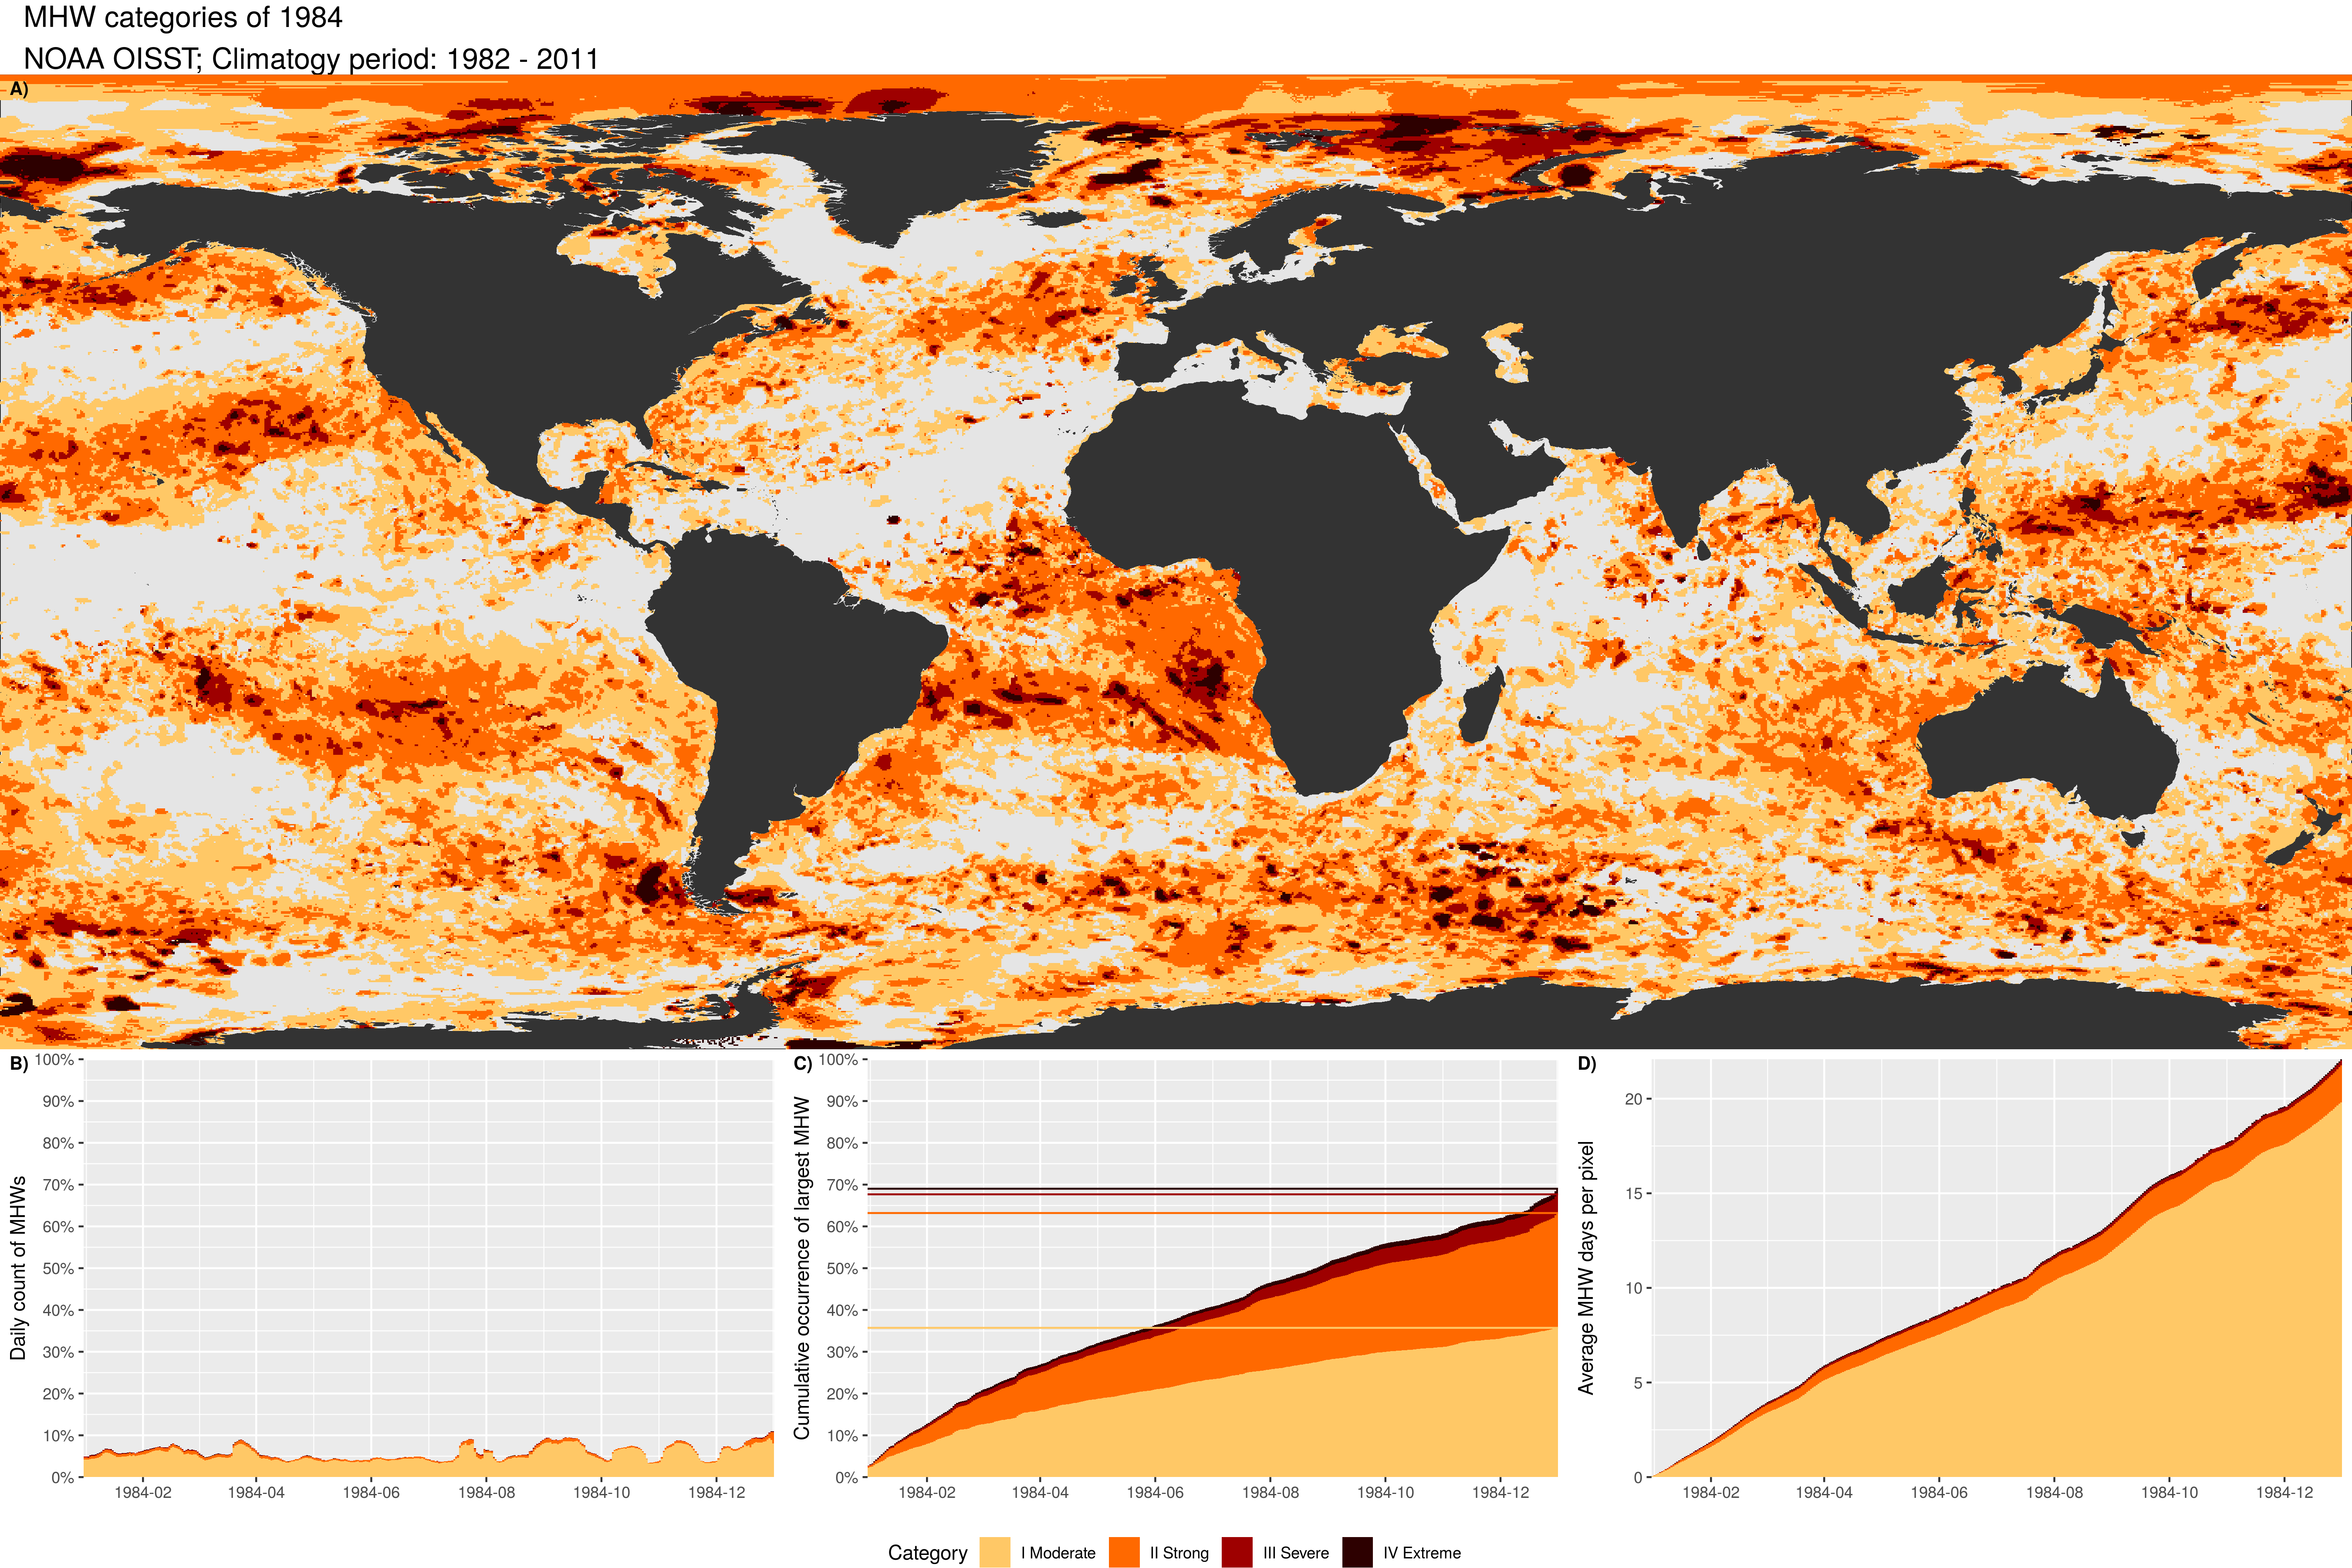 MHW categories of 1984
NOAA OISST; Climatogy period: 1982 - 2011
A)
B)
100%
90%
80%
70%
60%
50%
40%
30%
20%
10%
0%
Daily count of MHWs
1984-02 1984-04 1984-06 1984-08 1984-10 1984-12
C)
100%
90%
80%
70%
60%
50%
40%
30%
20%
10%
0%
Cumulative occurrence of largest MHW
1984-02 1984-04 1984-06 1984-08 1984-10 1984-12
D)
20
15
10
5
0
Average MHW days per pixel
1984-02 1984-04 1984-06 1984-08 1984-10 1984-12
Category I Moderate II Strong III Severe IV Extreme